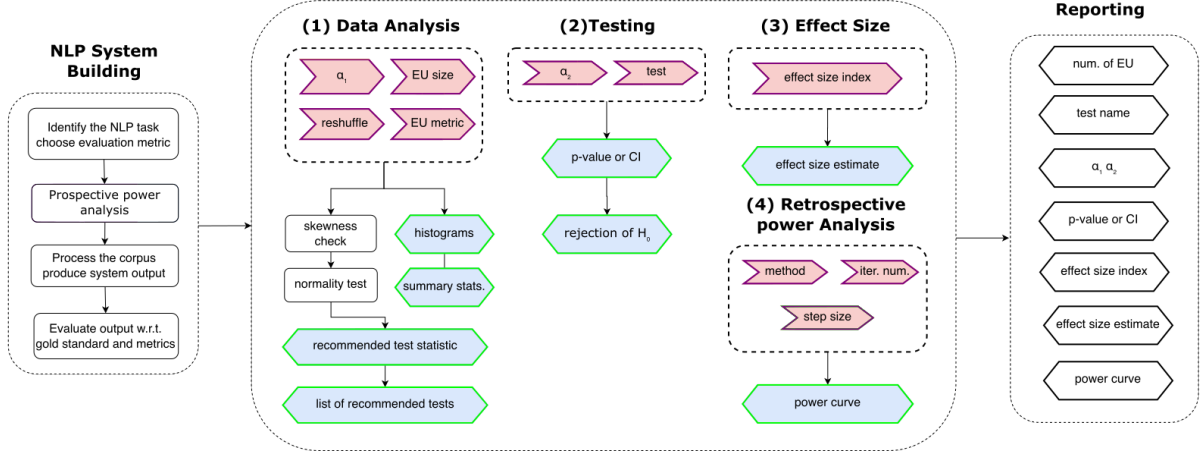 NLP System
Building
Identify the NLP task
choose evaluation metric
Prospective power
analysis
Process the corpus
produce system output
Evaluate output w.r.t.
gold standard and metrics
(1) Data Analysis
α₁
EU size
reshuffle
EU metric
skewness
check
histograms
normality test
summary stats.
recommended test statistic
list of recommended tests
(2)Testing
α₂
test
p-value or CI
rejection of H₀
(3) Effect Size
effect size index
effect size estimate
(4) Retrospective
power Analysis
method
iter. num.
step size
power curve
Reporting
num. of EU
test name
α₁ α₂
p-value or CI
effect size index
effect size estimate
power curve